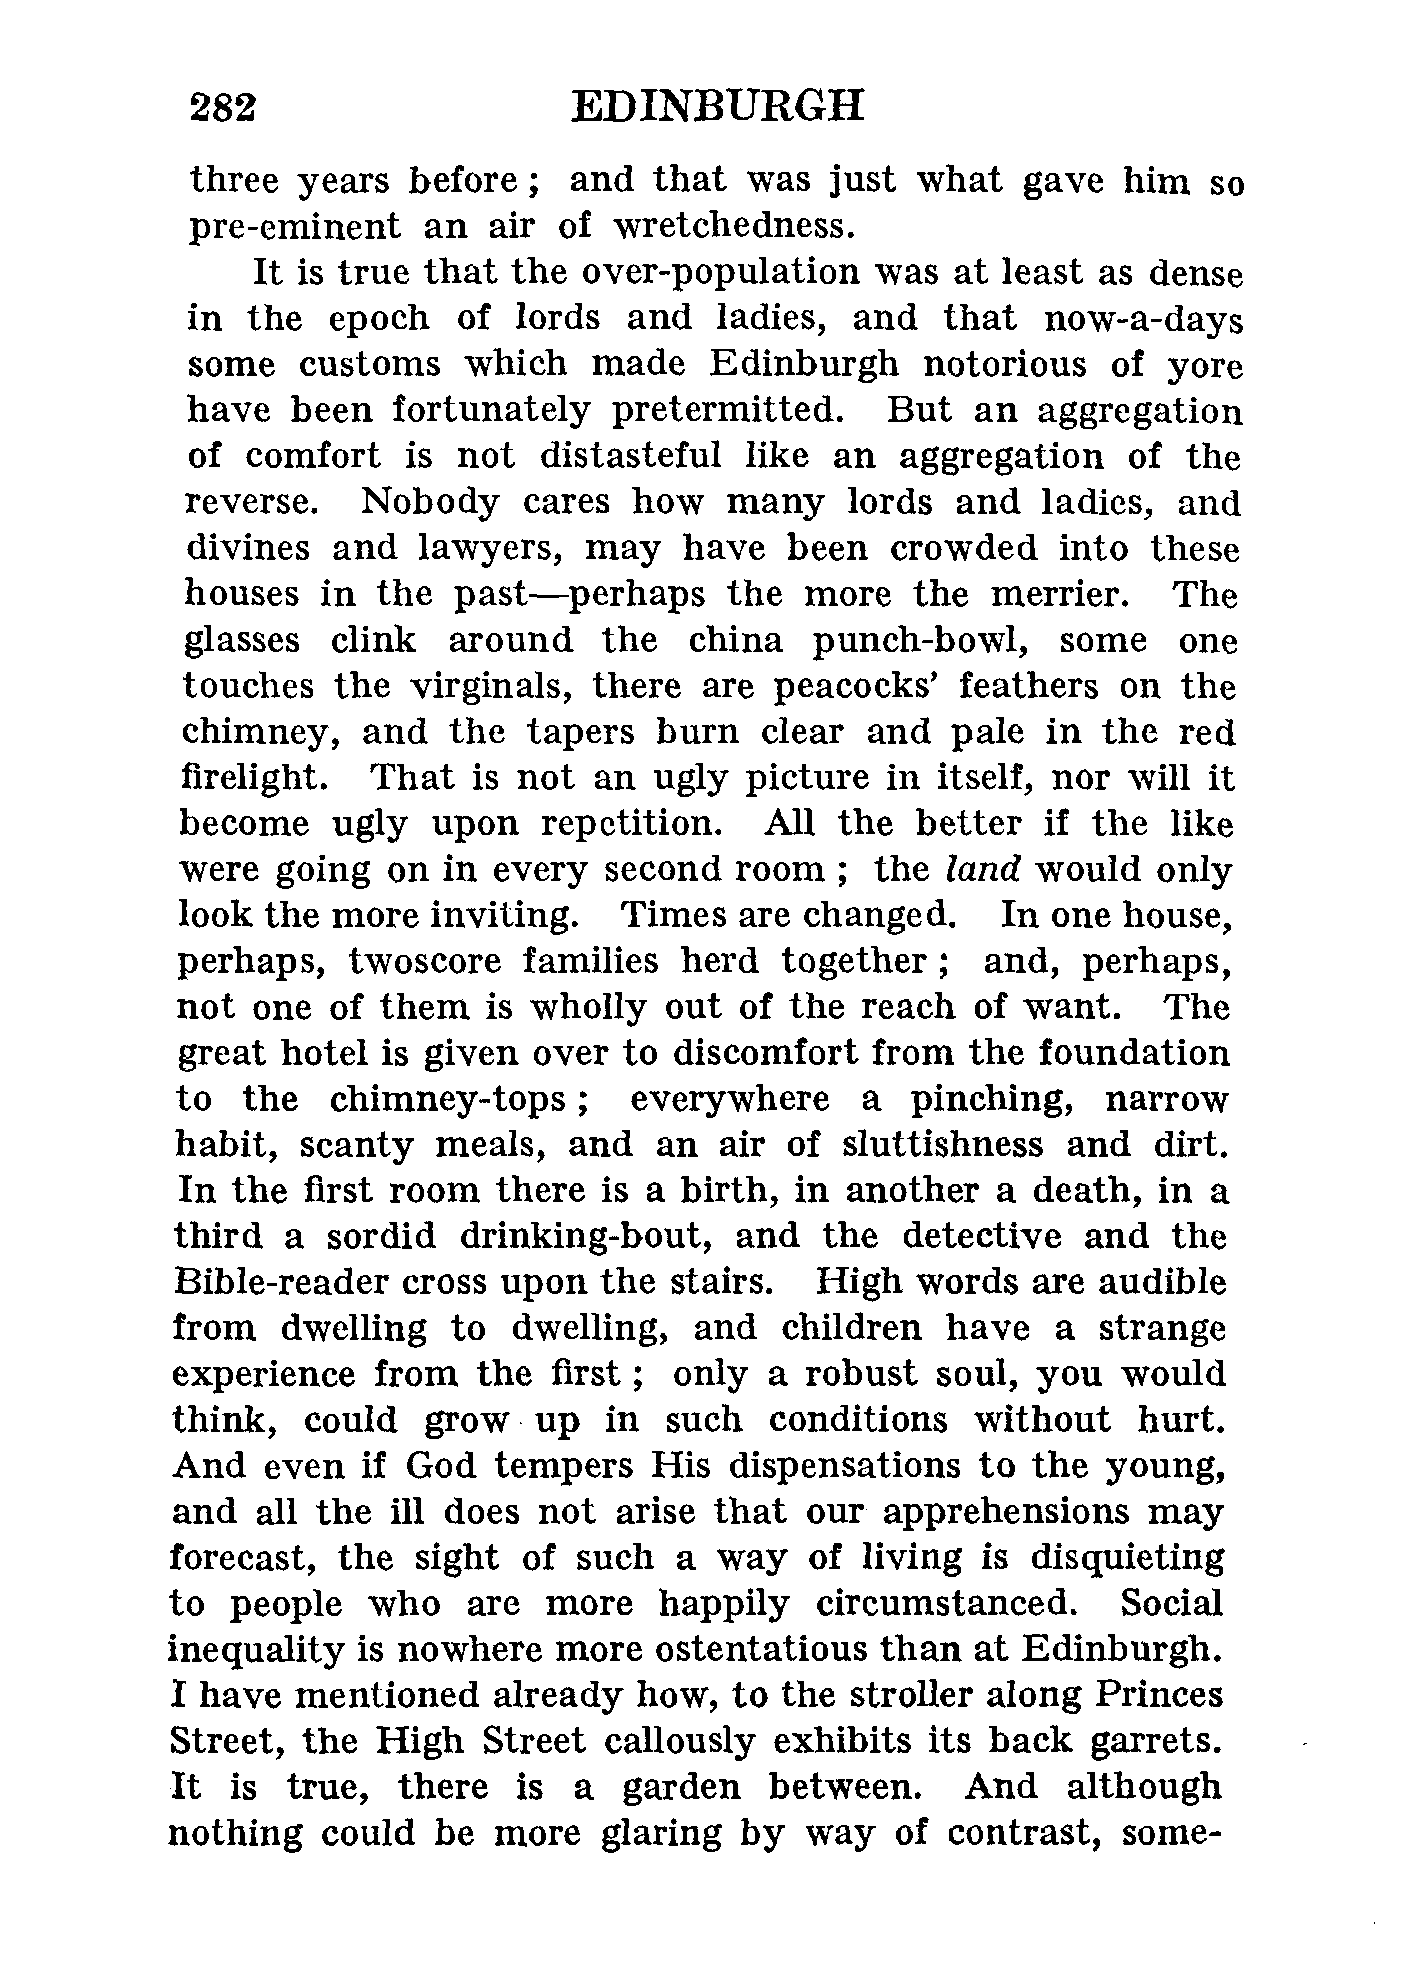 282 EDINBURGH
three years before ; and that was just what gave him so
pre-eminent an air of wretchedness.
It is true that the over-population was at least as dense
in the epoch of lords and ladies, and that now-a-days
some customs which made Edinburgh notorious of yore
have been fortunately pretermitted. But an aggregation
of comfort is not distasteful like an aggregation of the
reverse. Nobody cares how many lords and ladies, and
divines and lawyers, may have been crowded into these
houses in the past—perhaps the more the merrier. The
glasses clink around the china punch-bowl, some one
touches the virginals, there are peacocks' feathers on the
chimney, and the tapers burn clear and pale in the red
firelight. That is not an ugly picture in itself, nor will it
become ugly upon repetition. All the better if the like
were going on in every second room ; the land would only
look the more inviting. Times are changed. In one house,
perhaps, twoscore families herd together ; and, perhaps,
not one of them is wholly out of the reach of want. The
great hotel is given over to discomfort from the foundation
to the chimney-tops ; everywhere a pinching, narrow
habit, scanty meals, and an air of sluttishness and dirt.
In the first room there is a birth, in another a death, in a
third a sordid drinking-bout, and the detective and the
Bible-reader cross upon the stairs. High words are audible
from dwelling to dwelling, and children have a strange
experience from the first ; only a robust soul, you would
think, could grow up in such conditions without hurt.
And even if God tempers His dispensations to the young,
and all the ill does not arise that our apprehensions may
forecast, the sight of such a way of living is disquieting
to people who are more happily circumstanced. Social
inequality is nowhere more ostentatious than at Edinburgh.
I have mentioned already how, to the stroller along Princes
Street, the High Street callously exhibits its back garrets.
It is true, there is a garden between. And although
nothing could be more glaring by way of contrast, some-